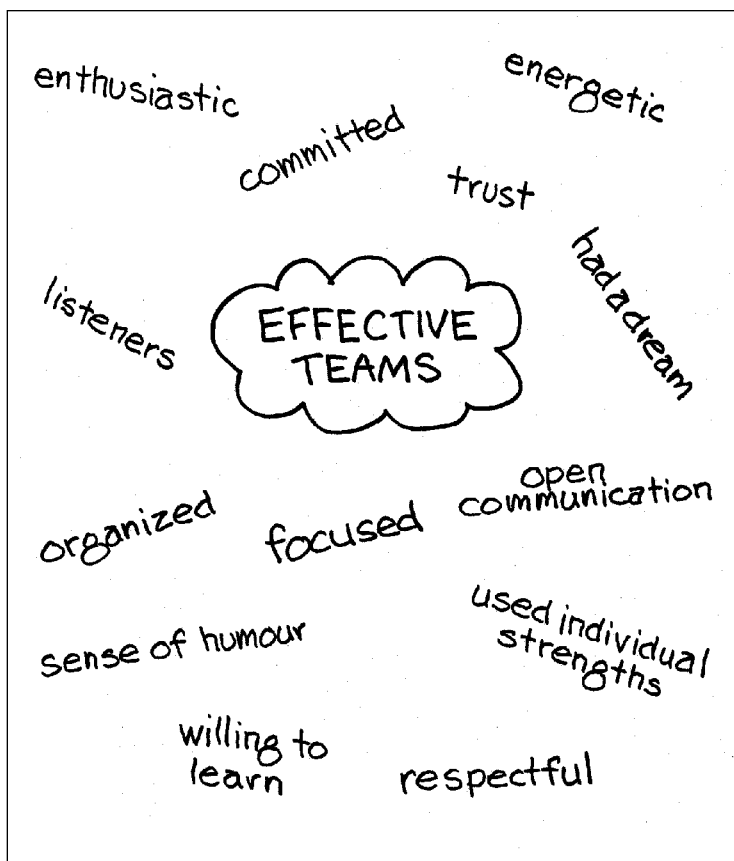 enthusiastic
energetic
committed
trust
had a dream
listeners
EFFECTIVE
TEAMS
open
communication
organized
focused
used individual
strengths
sense of humour
willing to
learn
respectful